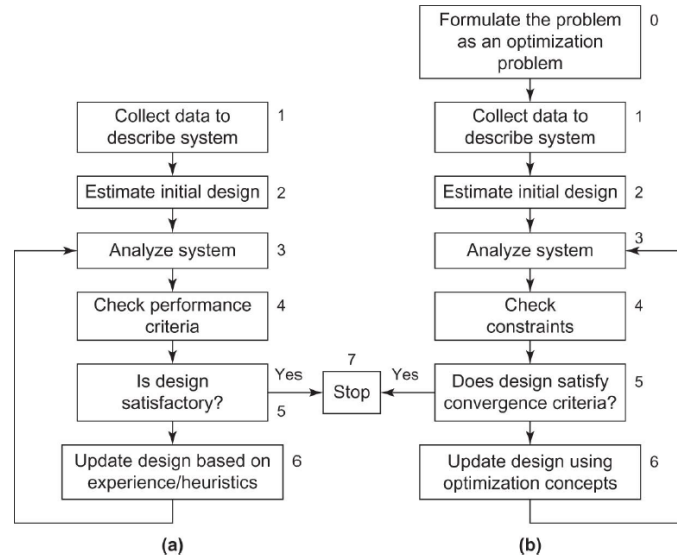 Formulate the problem
as an optimization
problem
0
Collect data to
describe system
1
Estimate initial design
2
Analyze system
3
Check performance
criteria
4
Is design
satisfactory?
5
Yes
Update design based on
experience/heuristics
6
(a)
7
Stop
Collect data to
describe system
1
Estimate initial design
2
Analyze system
3
Check
constraints
4
Does design satisfy
convergence criteria?
5
Yes
Update design using
optimization concepts
6
(b)